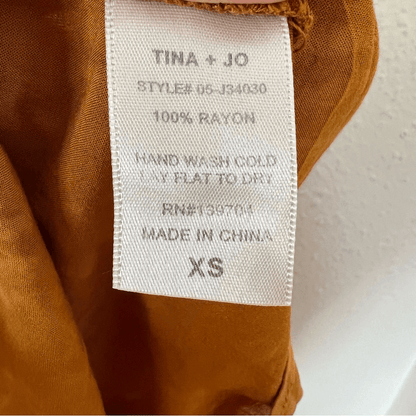 TINA + JO
STYLE# 05-J34030
100% RAYON
HAND WASH COLD
LAY FLAT TO DRY
RN#139704
MADE IN CHINA
XS